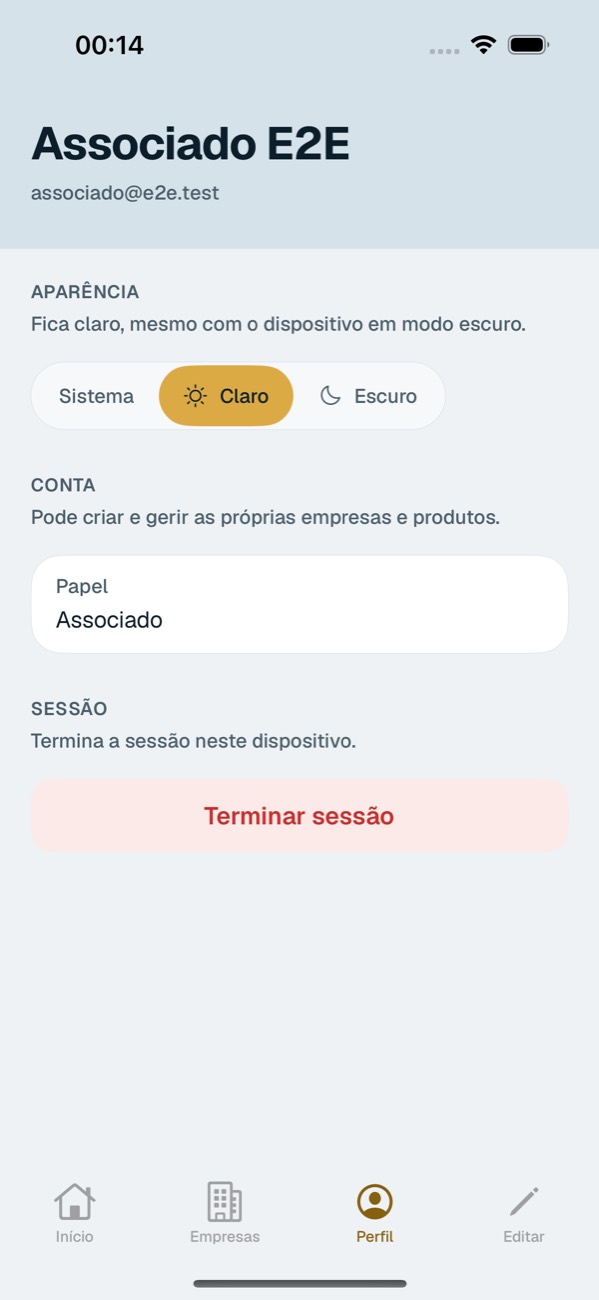 00:14
Associado E2E
associado@e2e.test
APARÊNCIA
Fica claro, mesmo com o dispositivo em modo escuro.
Sistema
Claro
Escuro
CONTA
Pode criar e gerir as próprias empresas e produtos.
Papel
Associado
SESSÃO
Termina a sessão neste dispositivo.
Terminar sessão
Início
Empresas
Perfil
Editar